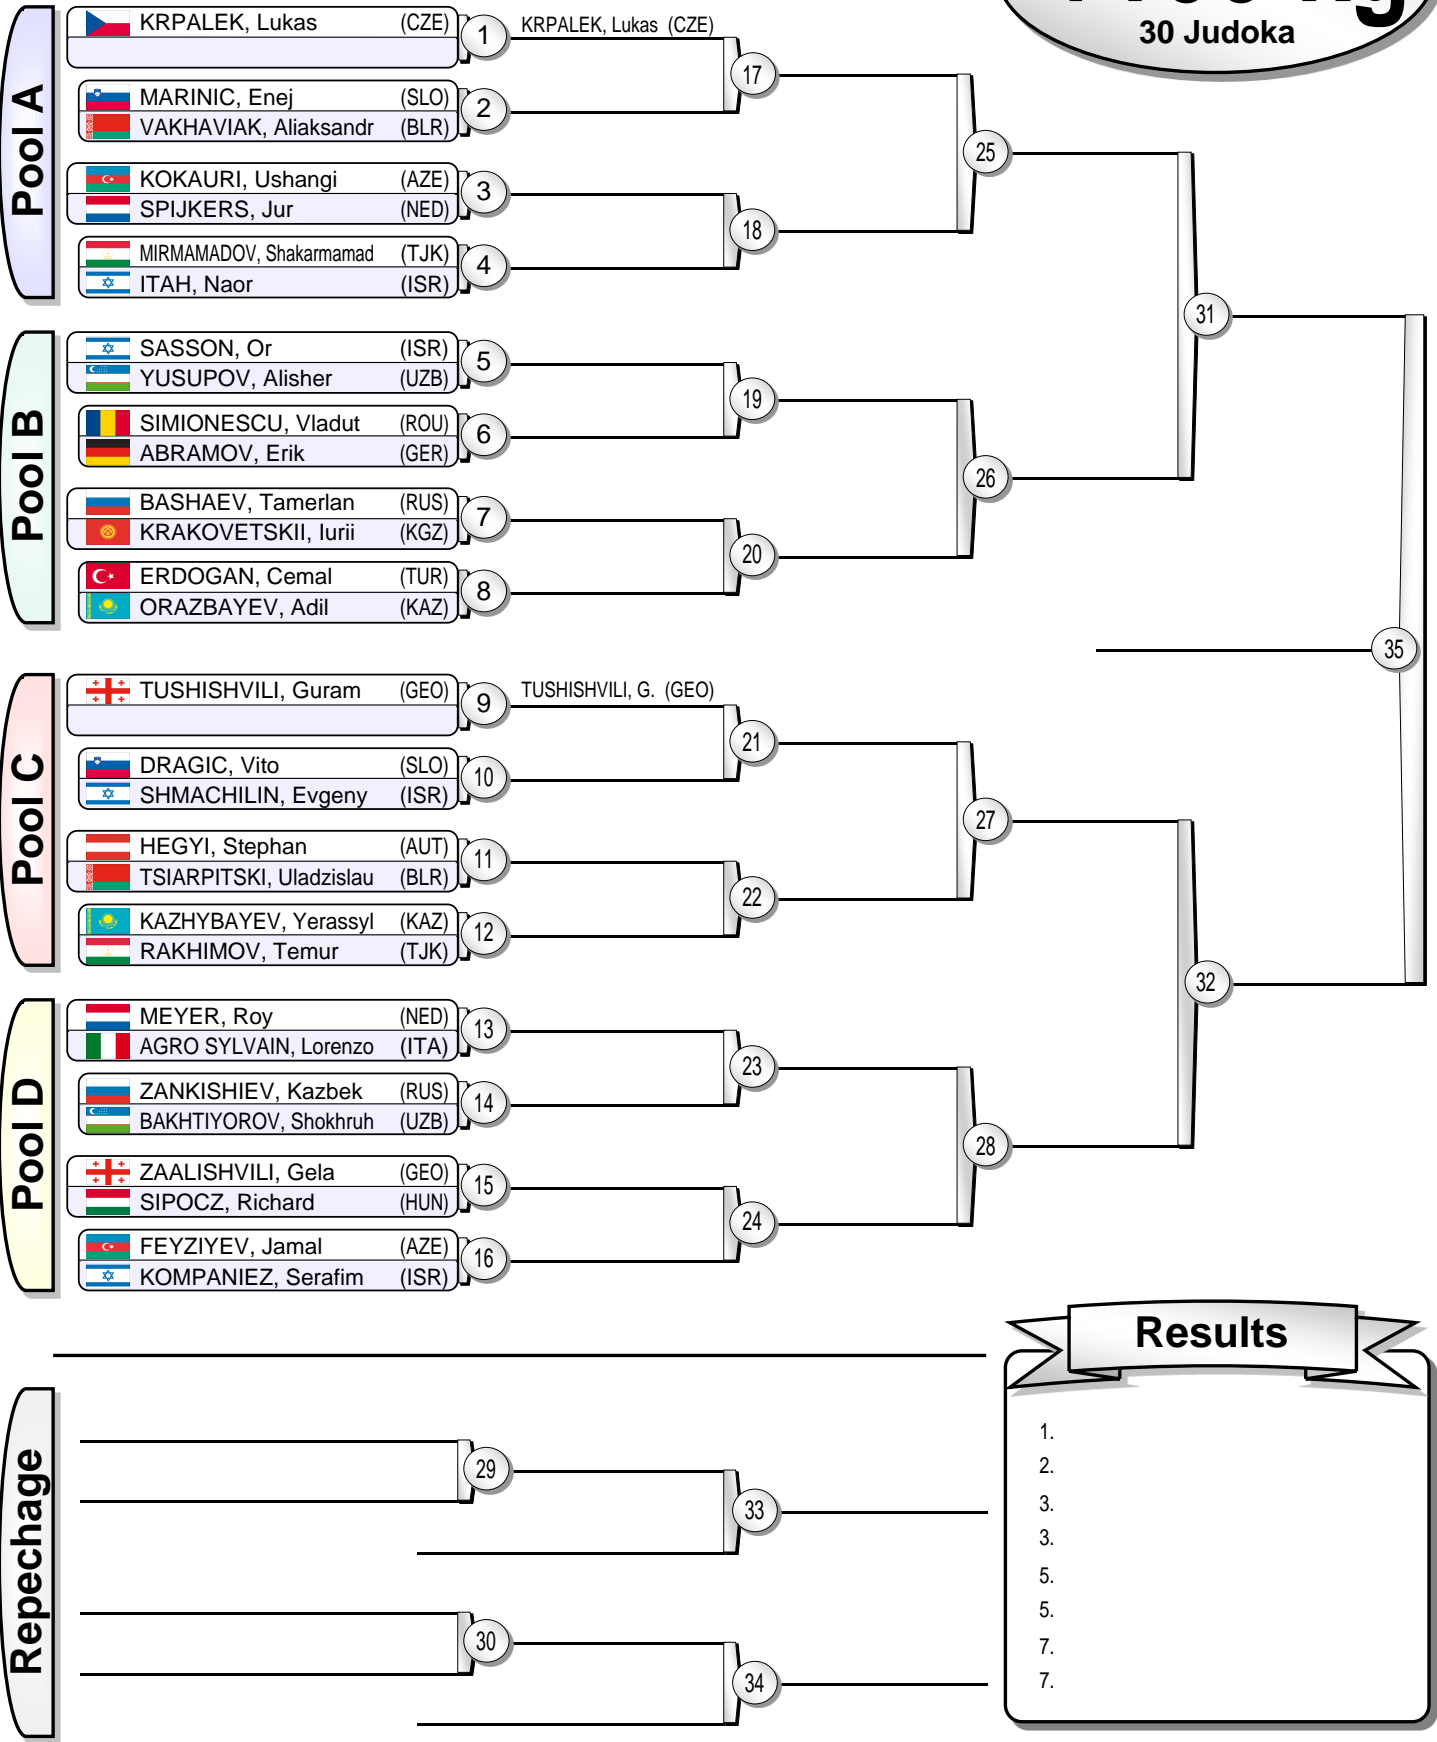 30 Judoka
Pool A
KRPALEK, Lukas (CZE) 1 KRPALEK, Lukas (CZE)
17
MARINIC, Enej (SLO) 2
VAKHAVIAK, Aliaksandr (BLR)
25
KOKAURI, Ushangi (AZE) 3
SPIJKERS, Jur (NED)
18
MIRMAMADOV, Shakarmamad (TJK) 4
ITAH, Naor (ISR)
31
Pool B
SASSON, Or (ISR) 5
YUSUPOV, Alisher (UZB)
19
SIMIONESCU, Vladut (ROU) 6
ABRAMOV, Erik (GER)
26
BASHAEV, Tamerlan (RUS) 7
KRAKOVETSKII, Iurii (KGZ)
20
ERDOGAN, Cemal (TUR) 8
ORAZBAYEV, Adil (KAZ)
35
Pool C
TUSHISHVILI, Guram (GEO) 9 TUSHISHVILI, G. (GEO)
21
DRAGIC, Vito (SLO) 10
SHMACHILIN, Evgeny (ISR)
27
HEGYI, Stephan (AUT) 11
TSIARPITSKI, Uladzislau (BLR)
22
KAZHYBAYEV, Yerassyl (KAZ) 12
RAKHIMOV, Temur (TJK)
32
Pool D
MEYER, Roy (NED) 13
AGRO SYLVAIN, Lorenzo (ITA)
23
ZANKISHIEV, Kazbek (RUS) 14
BAKHTIYOROV, Shokhruh (UZB)
28
ZAALISHVILI, Gela (GEO) 15
SIPOCZ, Richard (HUN)
24
FEYZIYEV, Jamal (AZE) 16
KOMPANIEZ, Serafim (ISR)
Repechage
29
33
30
34
Results
1.
2.
3.
3.
5.
5.
7.
7.